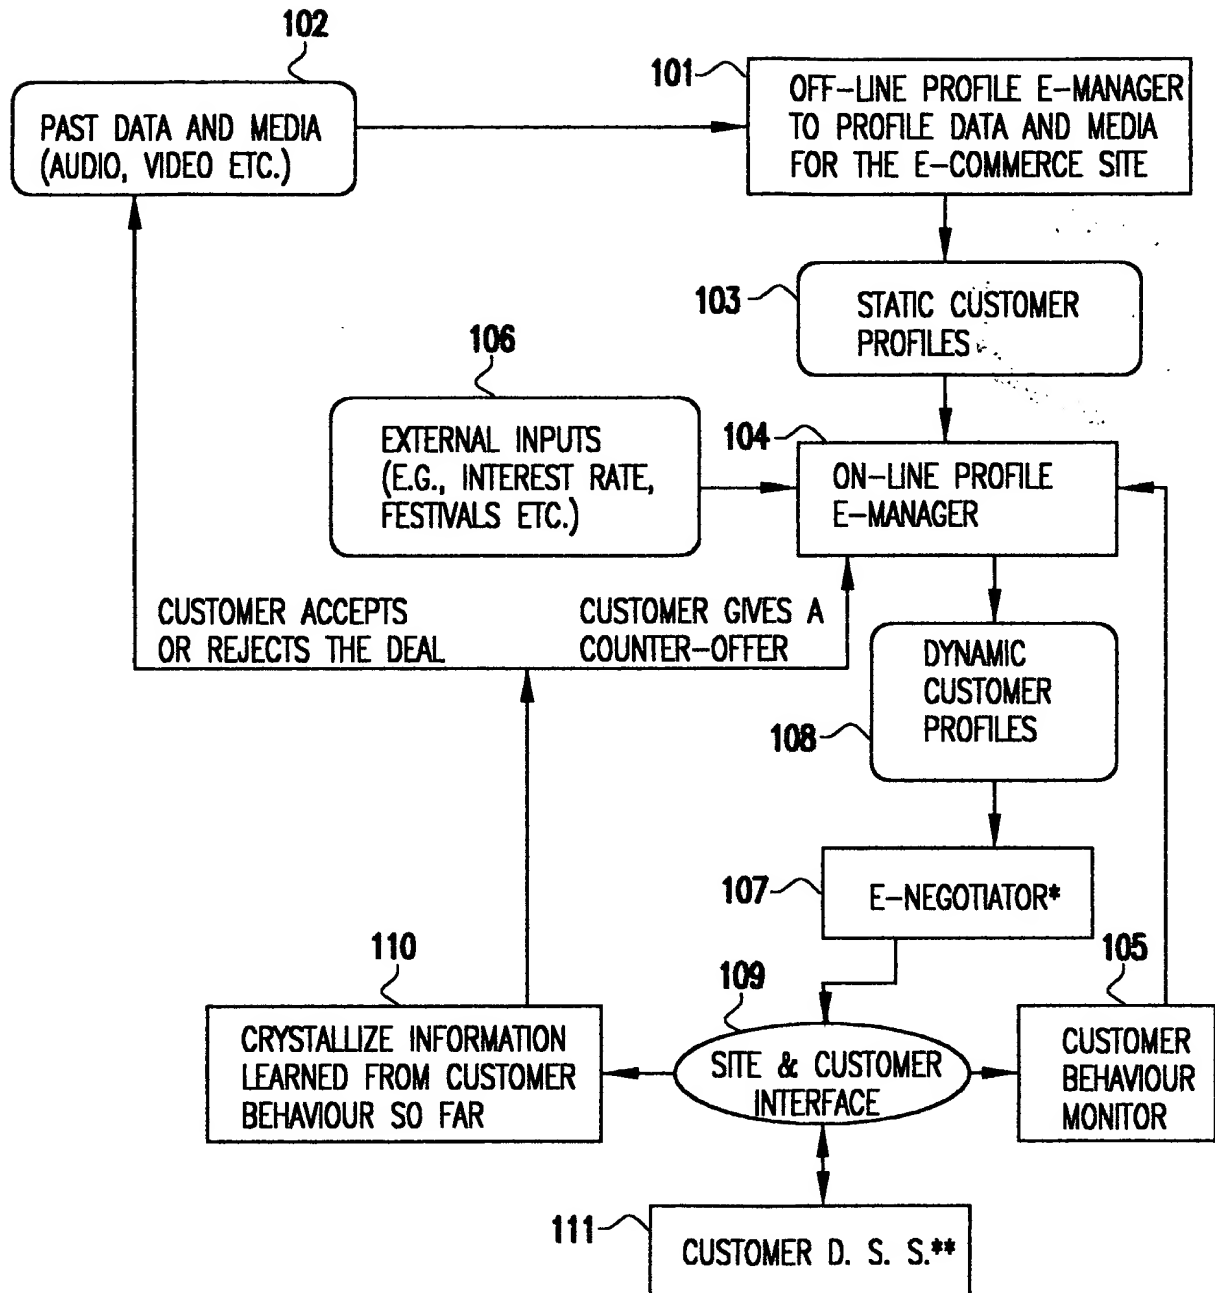 102
PAST DATA AND MEDIA
(AUDIO, VIDEO ETC.)
101
OFF-LINE PROFILE E-MANAGER
TO PROFILE DATA AND MEDIA
FOR THE E-COMMERCE SITE
103
STATIC CUSTOMER
PROFILES
106
EXTERNAL INPUTS
(E.G., INTEREST RATE,
FESTIVALS ETC.)
104
ON-LINE PROFILE
E-MANAGER
CUSTOMER ACCEPTS
OR REJECTS THE DEAL
CUSTOMER GIVES A
COUNTER-OFFER
DYNAMIC
CUSTOMER
PROFILES
108
107
E-NEGOTIATOR*
110
CRYSTALLIZE INFORMATION
LEARNED FROM CUSTOMER
BEHAVIOUR SO FAR
109
SITE & CUSTOMER
INTERFACE
105
CUSTOMER
BEHAVIOUR
MONITOR
111
CUSTOMER D. S. S.**